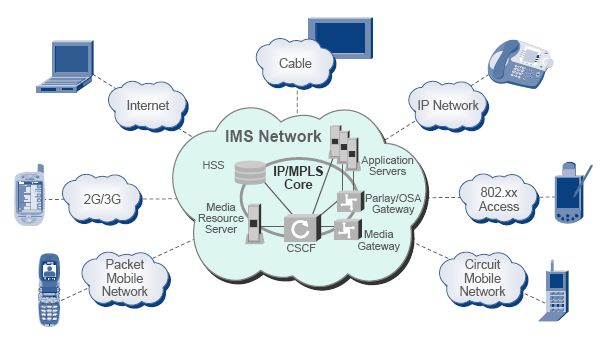 Cable
Internet
IP Network
IMS Network
HSS
IP/MPLS
Core
Application
Servers
2G/3G
Media
Resource
Server
Parlay/OSA
Gateway
802.xx
Access
CSCF
Media
Gateway
Packet
Mobile
Network
Circuit
Mobile
Network